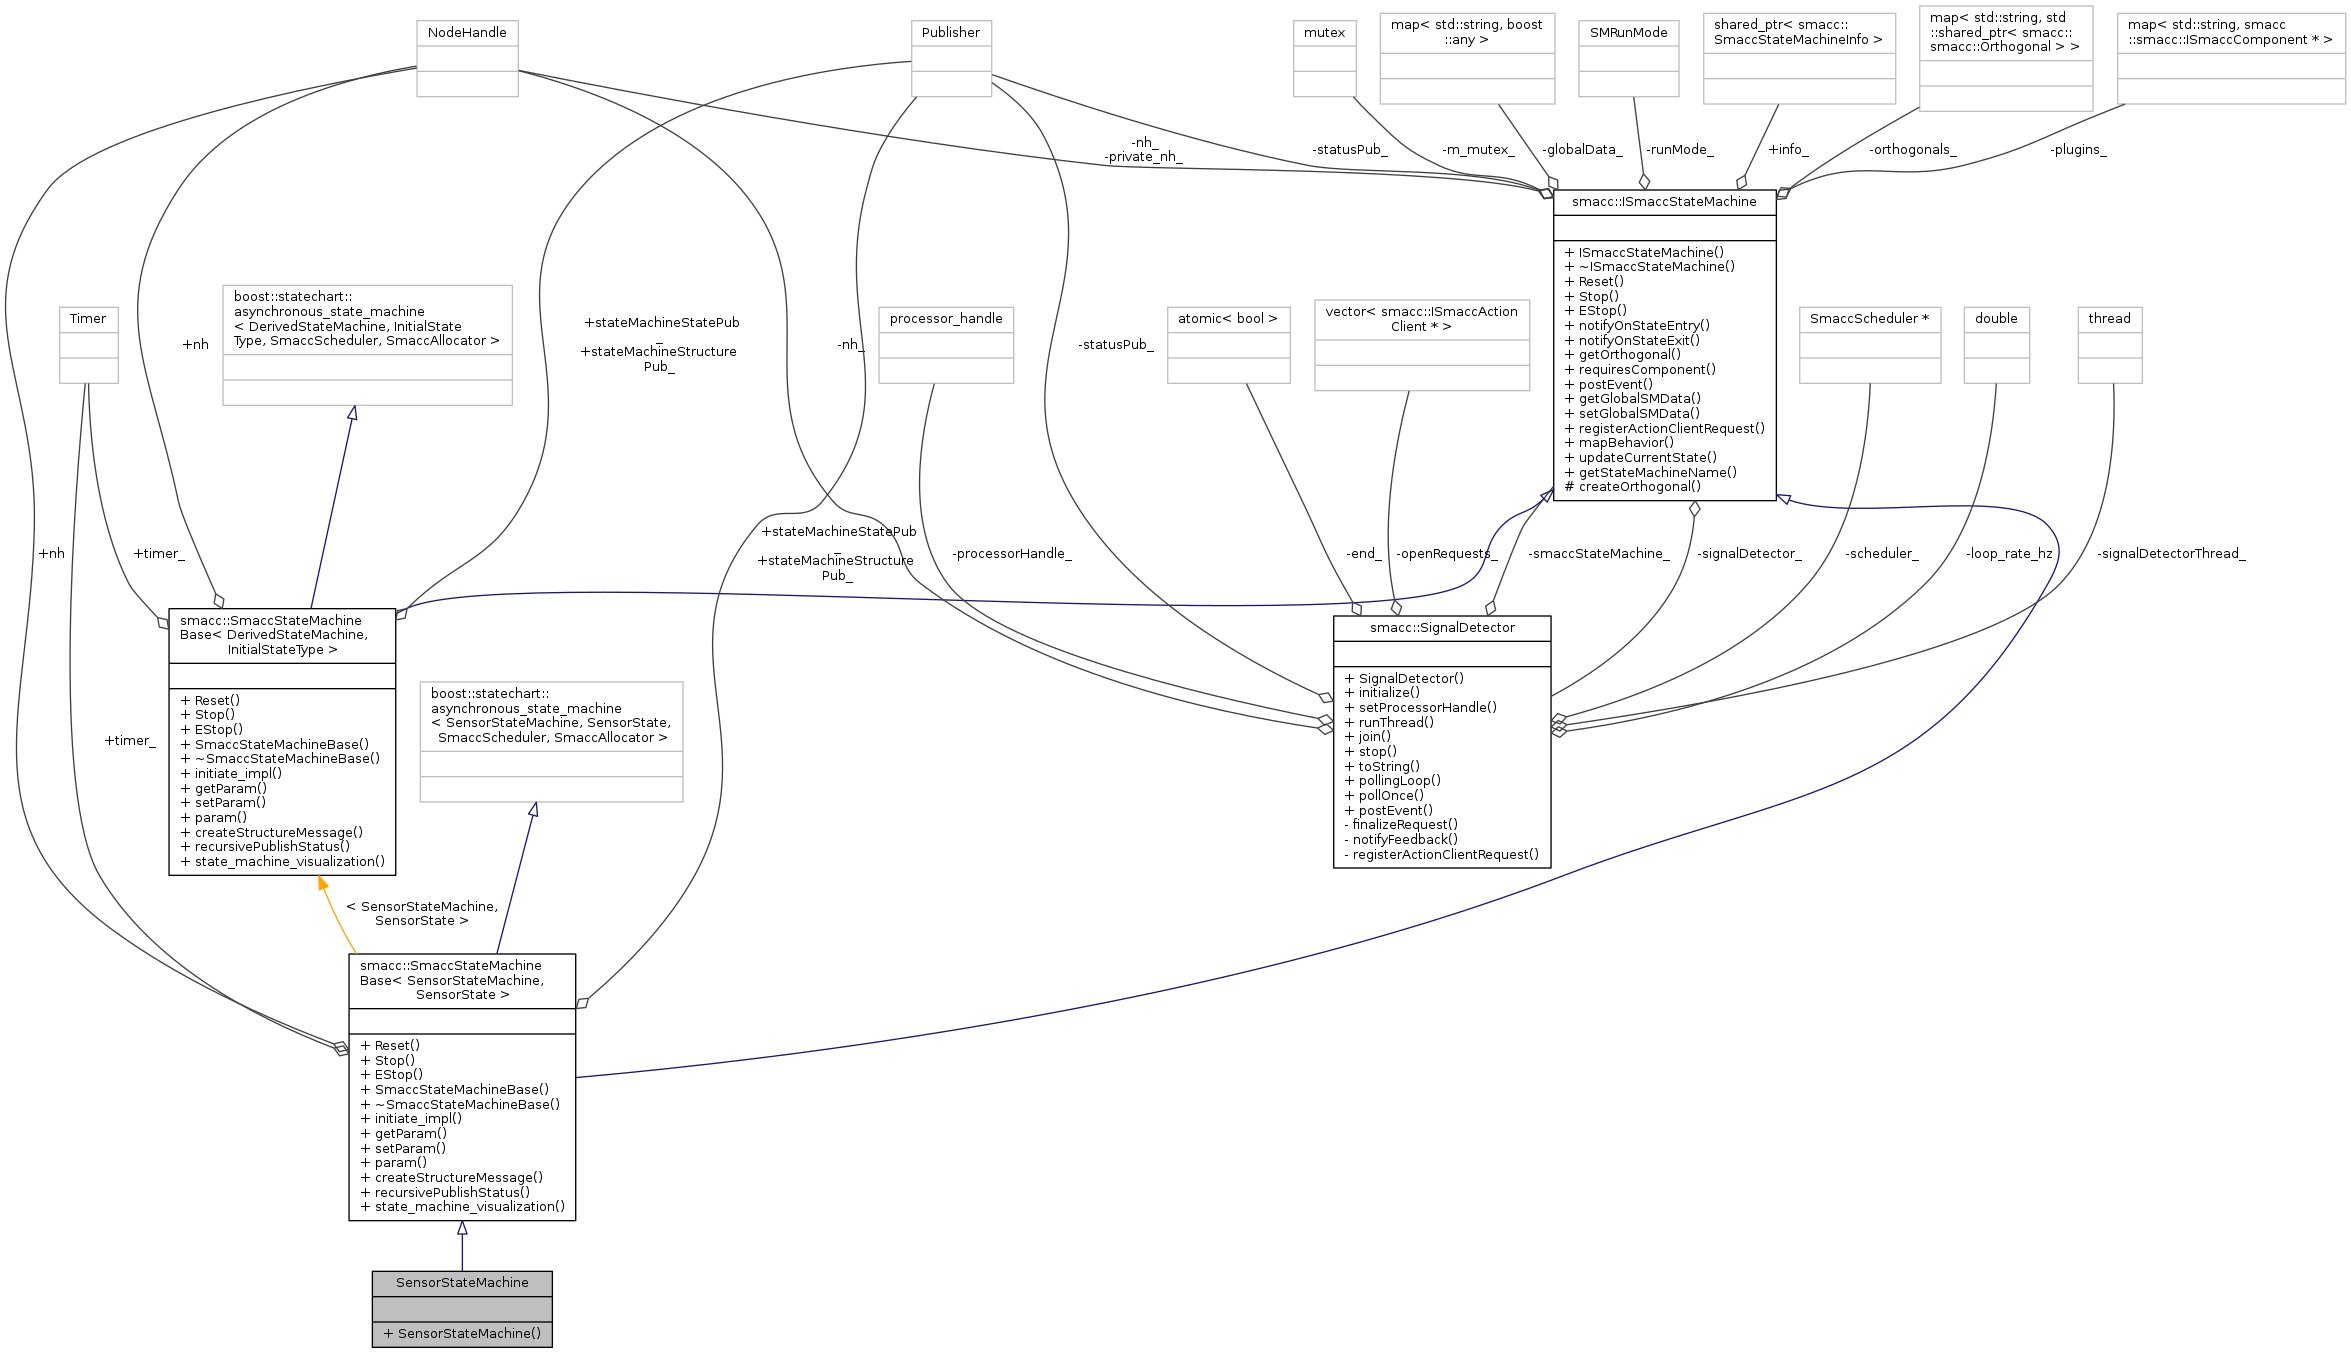 NodeHandle
Publisher
mutex
map< std::string, boost
::any >
SMRunMode
shared_ptr< smacc::
SmaccStateMachineInfo >
map< std::string, std
::shared_ptr< smacc::
smacc::Orthogonal > >
map< std::string, smacc
::smacc::ISmaccComponent * >
-nh_
-private_nh_
-statusPub_
-m_mutex_
-globalData_
-runMode_
+info_
-orthogonals_
-plugins_
smacc::ISmaccStateMachine
+ ISmaccStateMachine()
+ ~ISmaccStateMachine()
+ Reset()
+ Stop()
+ EStop()
+ notifyOnStateEntry()
+ notifyOnStateExit()
+ getOrthogonal()
+ requiresComponent()
+ postEvent()
+ getGlobalSMData()
+ setGlobalSMData()
+ registerActionClientRequest()
+ mapBehavior()
+ updateCurrentState()
+ getStateMachineName()
# createOrthogonal()
Timer
boost::statechart::
asynchronous_state_machine
< DerivedStateMachine, InitialState
Type, SmaccScheduler, SmaccAllocator >
+nh
+stateMachineStatePub
_
+stateMachineStructure
Pub_
-nh_
processor_handle
-statusPub_
atomic< bool >
vector< smacc::ISmaccAction
Client * >
SmaccScheduler *
double
thread
+nh
+timer_
+stateMachineStatePub
_
+stateMachineStructure
Pub_
-processorHandle_
-end_
-openRequests_
-smaccStateMachine_
-signalDetector_
-scheduler_
-loop_rate_hz
-signalDetectorThread_
smacc::SmaccStateMachine
Base< DerivedStateMachine,
InitialStateType >
+ Reset()
+ Stop()
+ EStop()
+ SmaccStateMachineBase()
+ ~SmaccStateMachineBase()
+ initiate_impl()
+ getParam()
+ setParam()
+ param()
+ createStructureMessage()
+ recursivePublishStatus()
+ state_machine_visualization()
+timer_
boost::statechart::
asynchronous_state_machine
< SensorStateMachine, SensorState,
SmaccScheduler, SmaccAllocator >
smacc::SignalDetector
+ SignalDetector()
+ initialize()
+ setProcessorHandle()
+ runThread()
+ join()
+ stop()
+ toString()
+ pollingLoop()
+ pollOnce()
+ postEvent()
- finalizeRequest()
- notifyFeedback()
- registerActionClientRequest()
< SensorStateMachine,
SensorState >
smacc::SmaccStateMachine
Base< SensorStateMachine,
SensorState >
+ Reset()
+ Stop()
+ EStop()
+ SmaccStateMachineBase()
+ ~SmaccStateMachineBase()
+ initiate_impl()
+ getParam()
+ setParam()
+ param()
+ createStructureMessage()
+ recursivePublishStatus()
+ state_machine_visualization()
SensorStateMachine
+ SensorStateMachine()